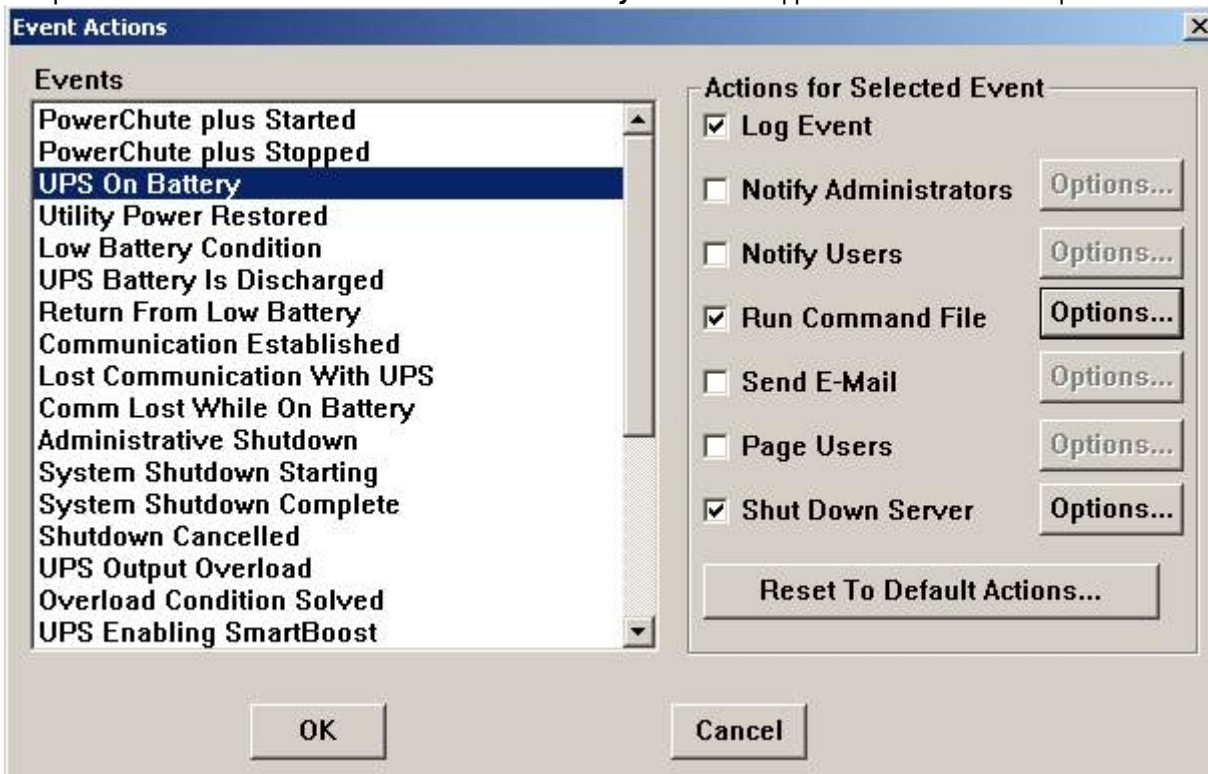 Event Actions
Events
PowerChute plus Started
PowerChute plus Stopped
UPS On Battery
Utility Power Restored
Low Battery Condition
UPS Battery Is Discharged
Return From Low Battery
Communication Established
Lost Communication With UPS
Comm Lost While On Battery
Administrative Shutdown
System Shutdown Starting
System Shutdown Complete
Shutdown Cancelled
UPS Output Overload
Overload Condition Solved
UPS Enabling SmartBoost
Actions for Selected Event
Log Event
Notify Administrators Options...
Notify Users Options...
Run Command File Options...
Send E-Mail Options...
Page Users Options...
Shut Down Server Options...
Reset To Default Actions...
OK Cancel